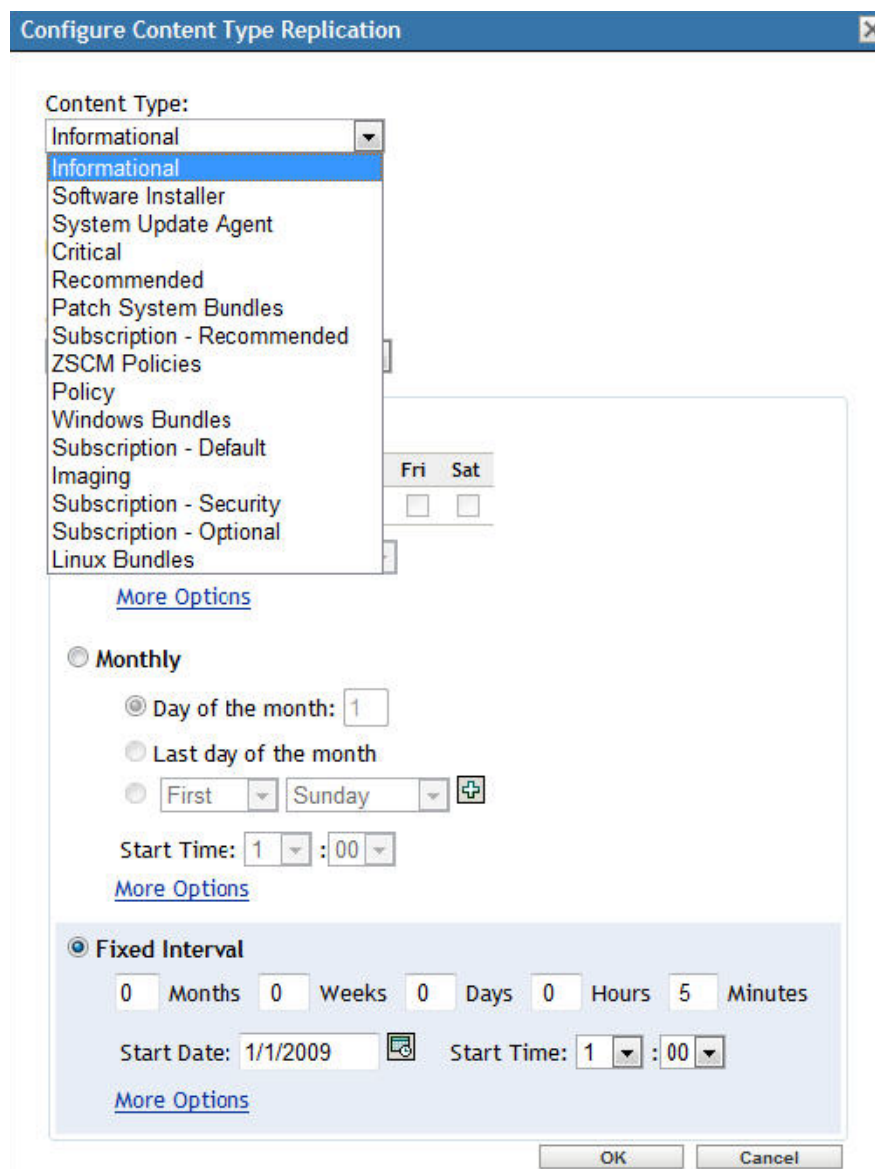 Configure Content Type Replication
Content Type:
Informational
Informational
Software Installer
System Update Agent
Critical
Recommended
Patch System Bundles
Subscription - Recommended
ZSCM Policies
Policy
Windows Bundles
Subscription - Default
Imaging
Fri Sat
Subscription - Security
Subscription - Optional
Linux Bundles
More Options
Monthly
Day of the month: 1
Last day of the month
First Sunday
Start Time: 1 : 00
More Options
Fixed Interval
0 Months 0 Weeks 0 Days 0 Hours 5 Minutes
Start Date: 1/1/2009 Start Time: 1 : 00
More Options
OK Cancel